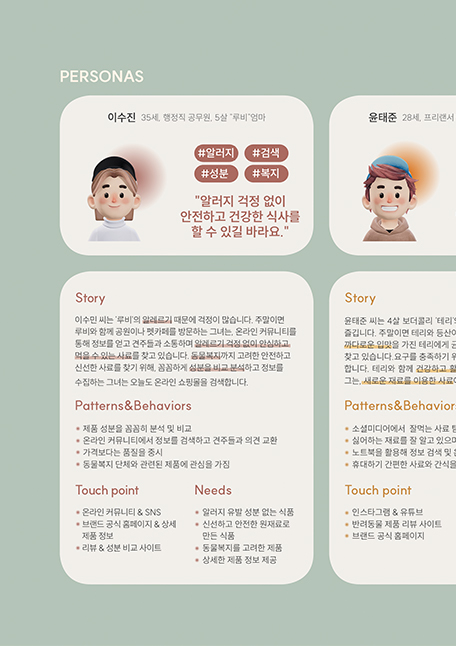 PERSONAS
이수진 35세, 행정직 공무원, 5살 '루비'엄마
#알러지 #검색
#성분 #복지
"알러지 걱정 없이
안전하고 건강한 식사를
할 수 있길 바라요."
Story
이수민 씨는 '루비'의 알레르기 때문에 걱정이 많습니다. 주말이면
루비와 함께 공원이나 펫카페를 방문하는 그녀는, 온라인 커뮤니티를
통해 정보를 얻고 견주들과 소통하며 알레르기 걱정 없이 안심하고
먹을 수 있는 사료를 찾고 있습니다. 동물복지까지 고려한 안전하고
신선한 사료를 찾기 위해, 꼼꼼하게 성분을 비교 분석하고 정보를
수집하는 그녀는 오늘도 온라인 쇼핑몰을 검색합니다.
Patterns&Behaviors
제품 성분을 꼼꼼히 분석 및 비교
온라인 커뮤니티에서 정보를 검색하고 견주들과 의견 교환
가격보다는 품질을 중시
동물복지 단체와 관련된 제품에 관심을 가짐
Touch point
온라인 커뮤니티 & SNS
브랜드 공식 홈페이지 & 상세
제품 정보
리뷰 & 성분 비교 사이트
Needs
알러지 유발 성분 없는 식품
신선하고 안전한 원재료로
만든 식품
동물복지를 고려한 제품
상세한 제품 정보 제공
윤태준 28세, 프리랜서
Story
윤태준 씨는 4살 보더콜리 '테리'
즐깁니다. 주말이면 테리와 등산이
까다로운 입맛을 가진 테리에게
찾고 있습니다.요구를 충족하기 위
합니다. 테리와 함께 건강하고
그는, 새로운 재료를 이용한 사료
Patterns&Behaviors
소셜미디어에서 잘먹는 사료
싫어하는 재료를 잘 알고 있으며
노트북을 활용해 정보 검색 및
휴대하기 간편한 사료와 간식을
Touch point
인스타그램 & 유튜브
반려동물 제품 리뷰 사이트
브랜드 공식 홈페이지